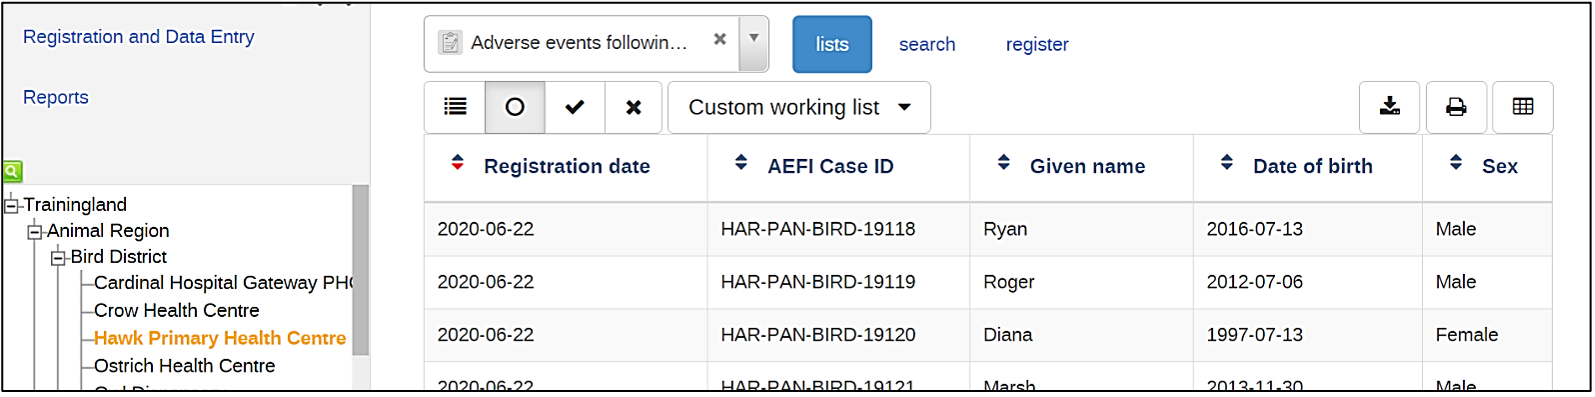 Registration and Data Entry
Reports
Trainingland
Animal Region
Bird District
Cardinal Hospital Gateway
Crow Health Centre
Hawk Primary Health Centre
Ostrich Health Centre
Adverse events followin...
lists
search
register
Custom working list
Registration date AEFI Case ID Given name Date of birth Sex
2020-06-22 HAR-PAN-BIRD-19118 Ryan 2016-07-13 Male
2020-06-22 HAR-PAN-BIRD-19119 Roger 2012-07-06 Male
2020-06-22 HAR-PAN-BIRD-19120 Diana 1997-07-13 Female
2020-06-22 HAR-PAN-BIRD-19121 Marsh 2013-11-30 Male